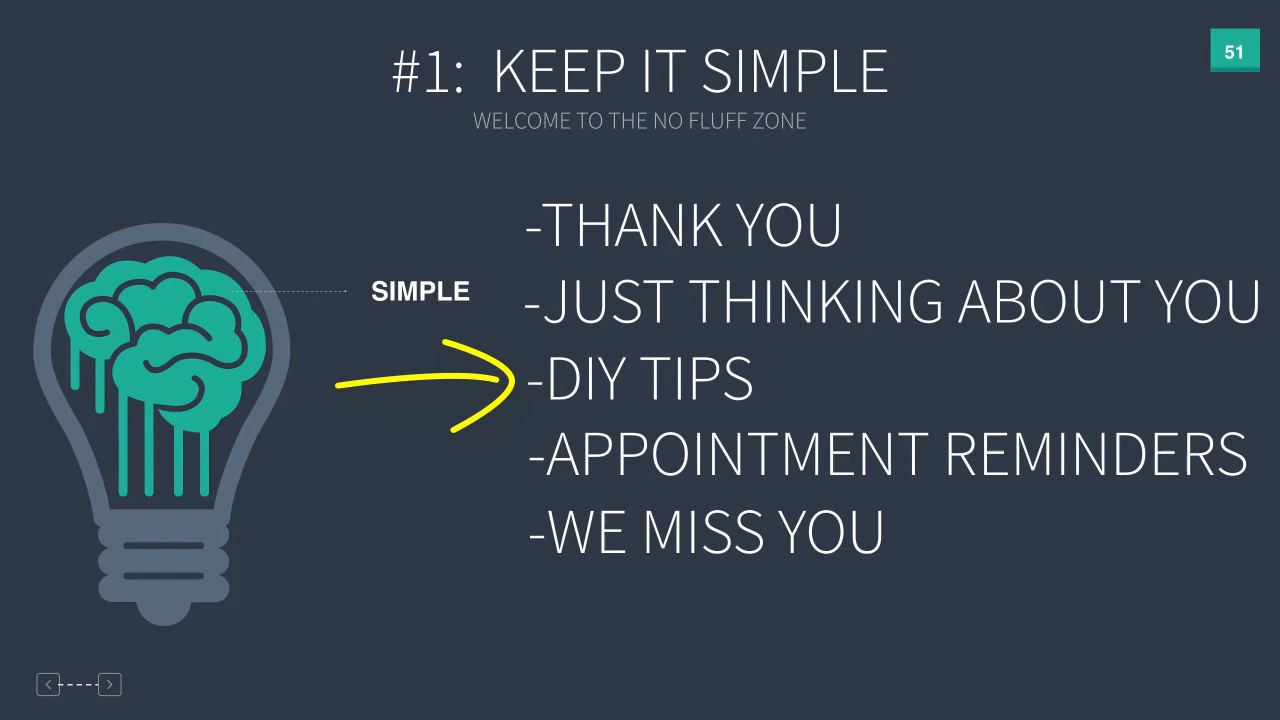 #1: KEEP IT SIMPLE
51
WELCOME TO THE NO FLUFF ZONE
SIMPLE
-THANK YOU
-JUST THINKING ABOUT YOU
-DIY TIPS
-APPOINTMENT REMINDERS
-WE MISS YOU